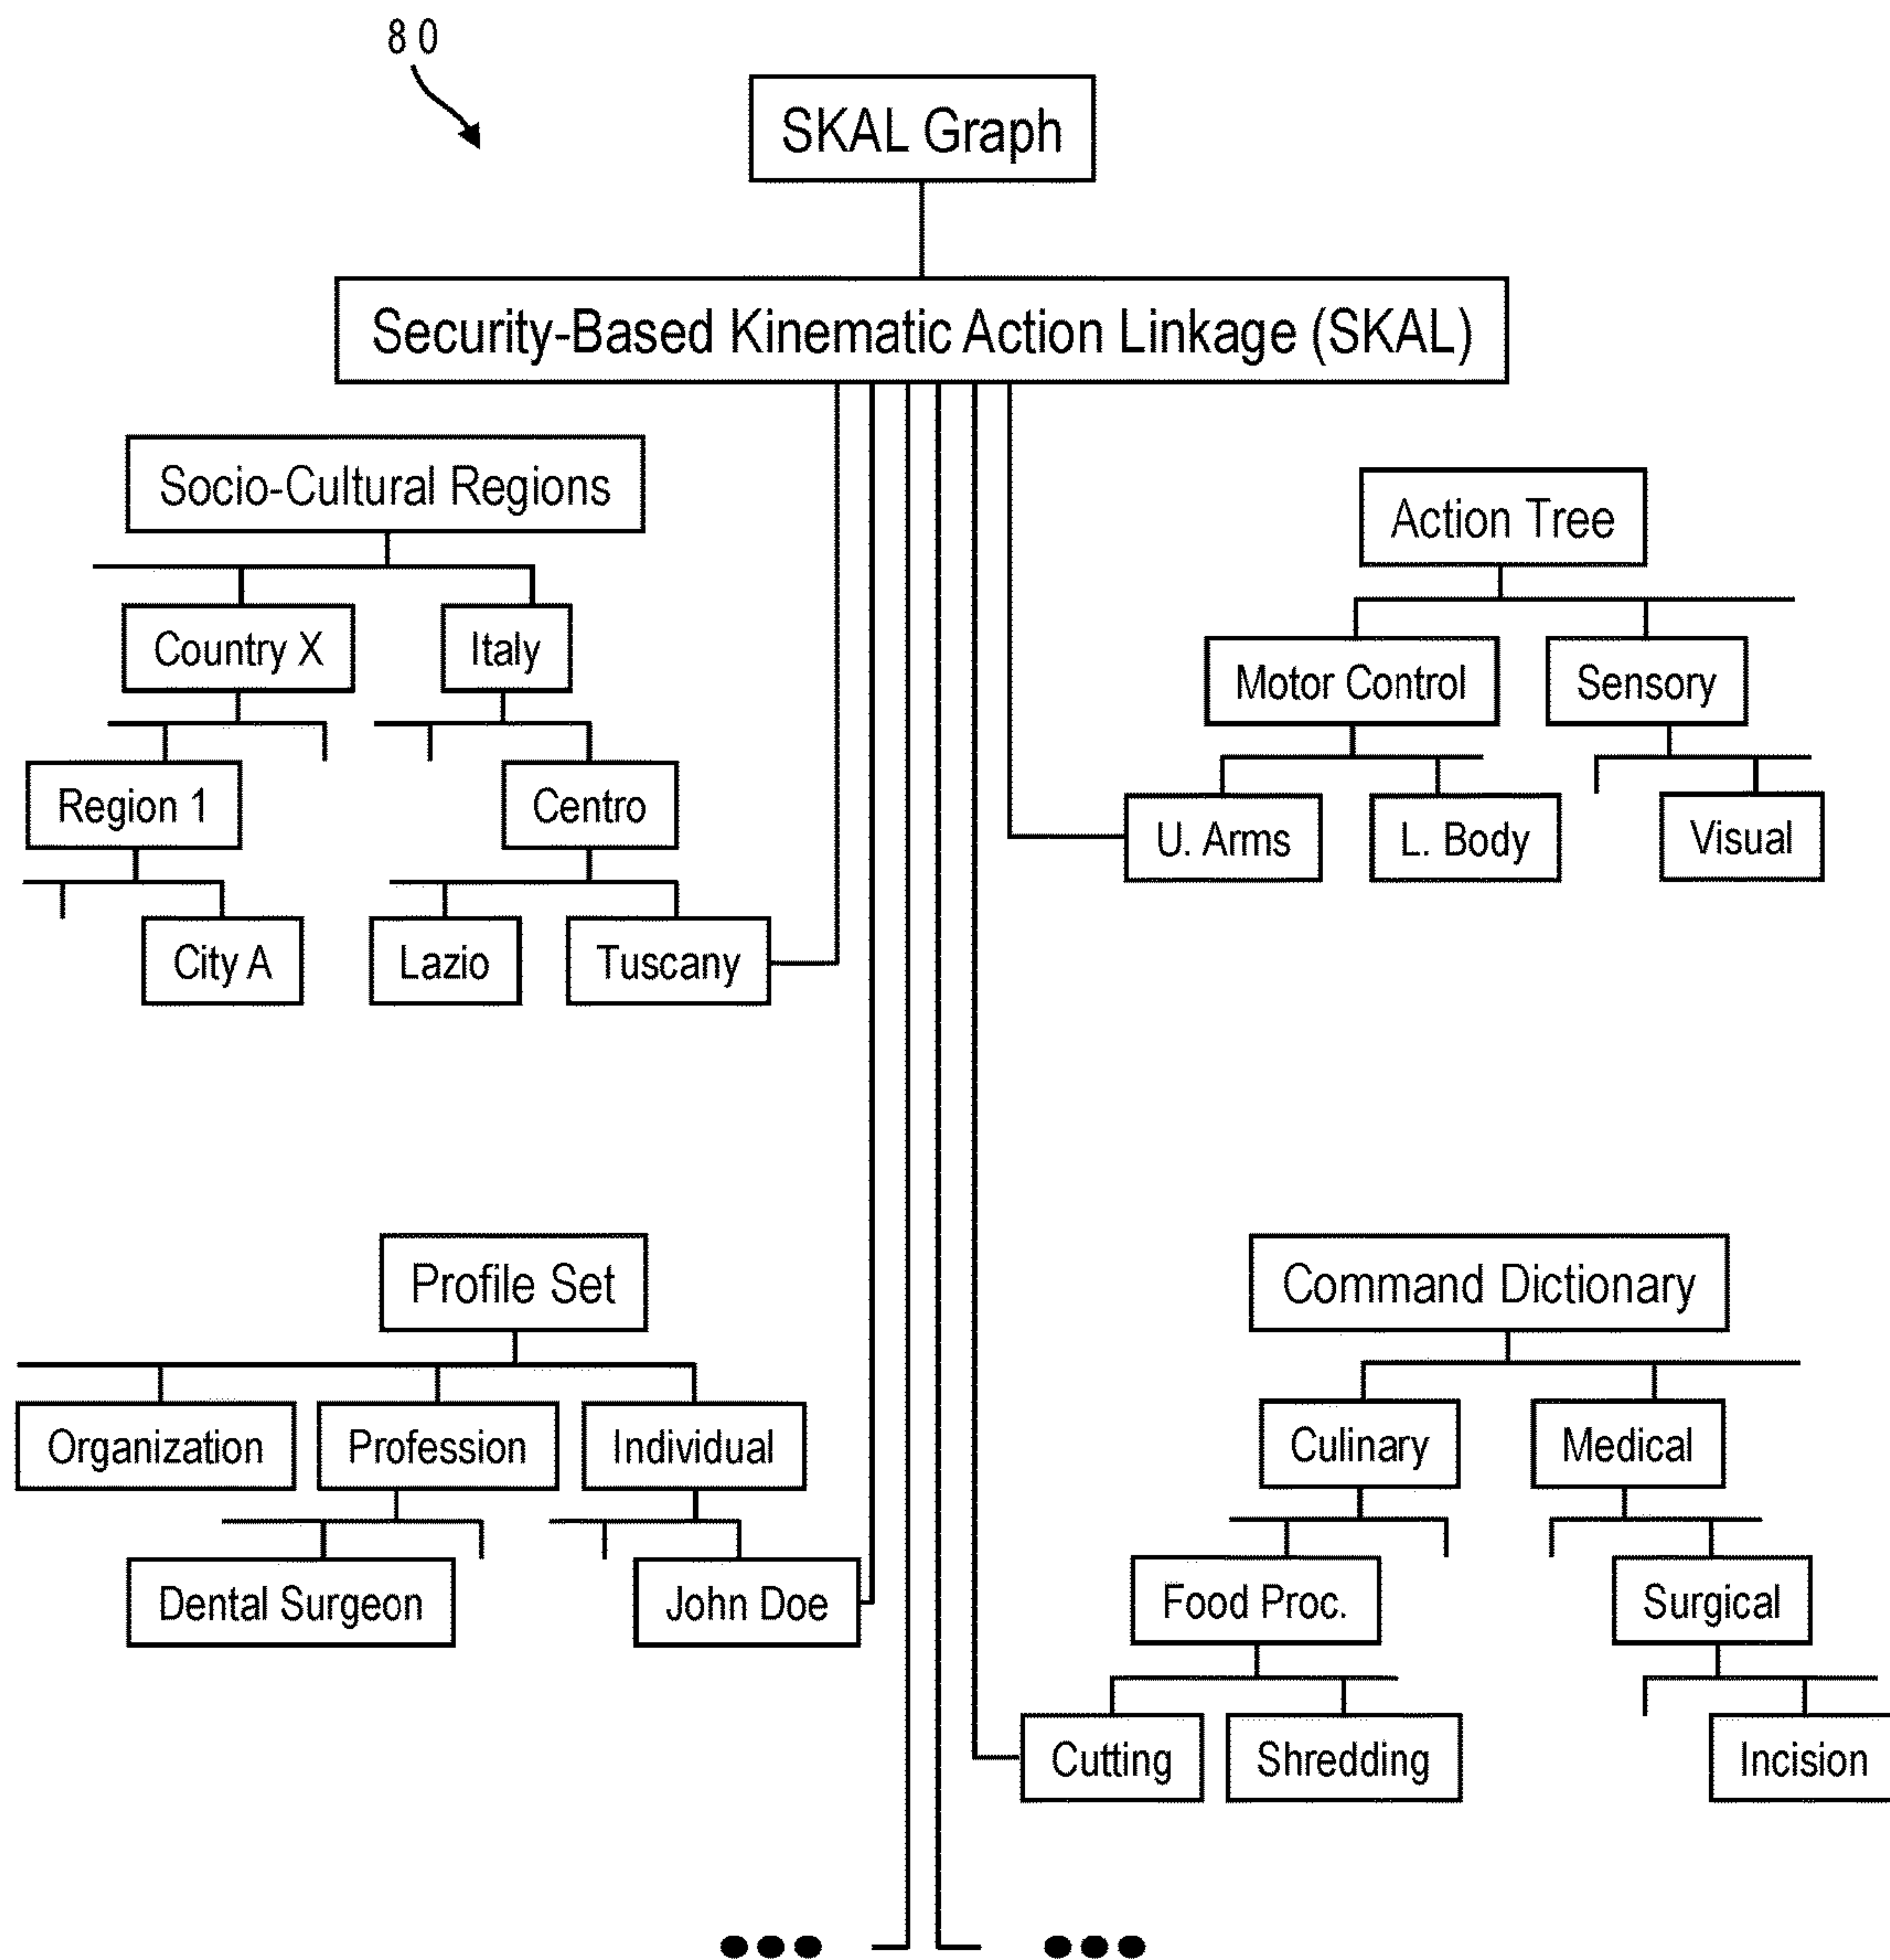 80
SKAL Graph
Security-Based Kinematic Action Linkage (SKAL)
Socio-Cultural Regions
Country X
Italy
Region 1
Centro
City A
Lazio
Tuscany
Action Tree
Motor Control
Sensory
U. Arms
L. Body
Visual
Profile Set
Organization
Profession
Individual
Dental Surgeon
John Doe
Command Dictionary
Culinary
Medical
Food Proc.
Surgical
Cutting
Shredding
Incision